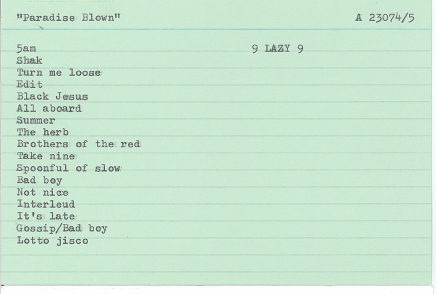 "Paradise Blown" A 23074/5
5am 9 LAZY 9
Shak
Turn me loose
Edit
Black Jesus
All aboard
Summer
The herb
Brothers of the red
Take nine
Spoonful of slow
Bad boy
Not nice
Interleud
It's late
Gossip/Bad boy
Lotto jisco